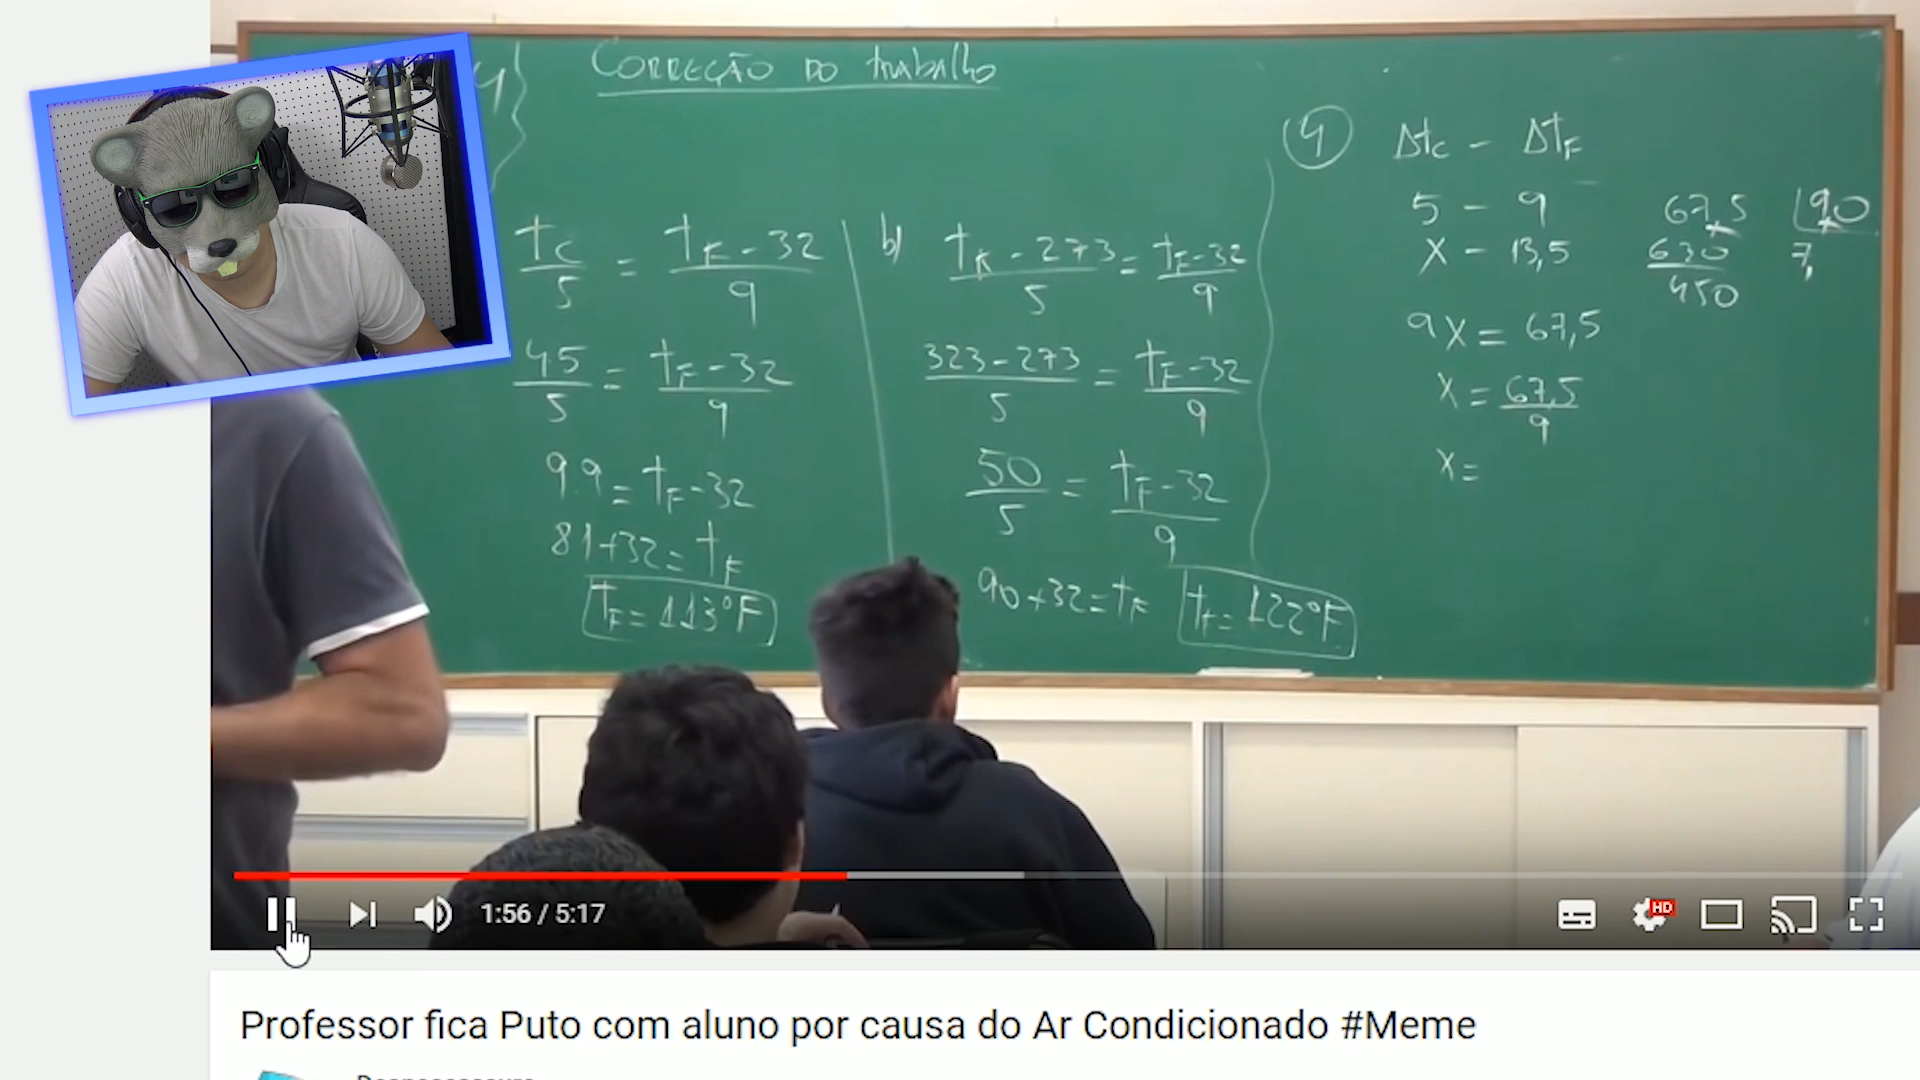 CORREÇÃO DO trabalho
tc/5 = tF-32/9
45/5 = tF-32/9
9.9 = tF-32
81+32 = tF
tF = 113°F
b) tK-273/5 = tF-32/9
323-273/5 = tF-32/9
50/5 = tF-32/9
90+32 = tF
tF = 122°F
4 Δtc - ΔtF
5 - 9
X - 13,5
9X = 67,5
X = 67,5/9
X =
67,5 90
630 7,
450
1:56 / 5:17
HD
Professor fica Puto com aluno por causa do Ar Condicionado #Meme